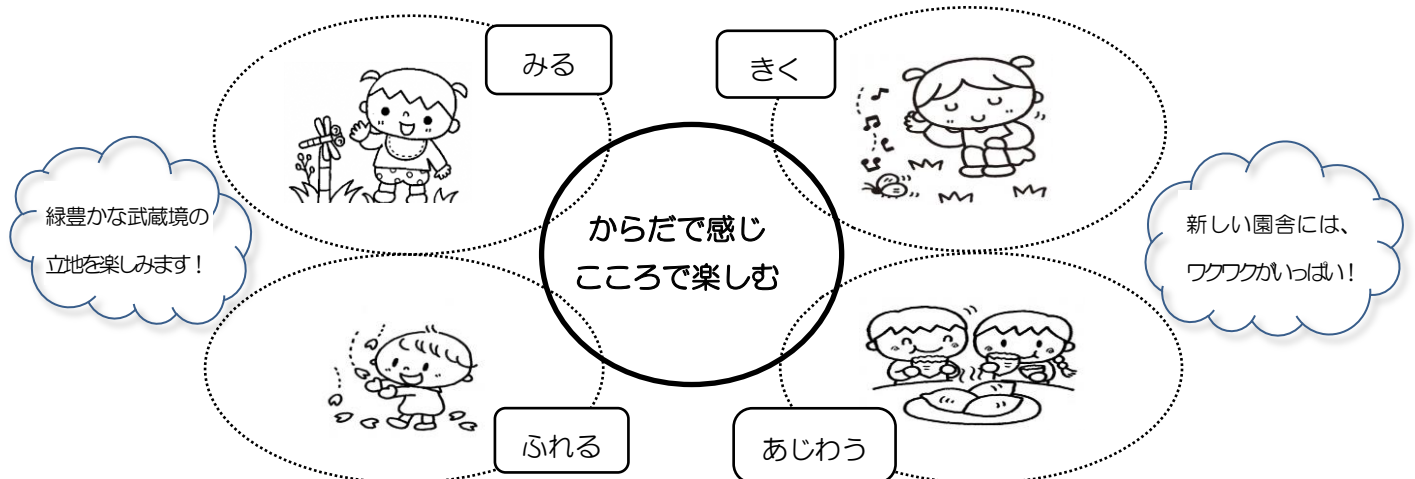 みる
きく
緑豊かな武蔵境の
立地を楽しみます！
からだで感じ
こころで楽しむ
新しい園舎には、
ワクワクがいっぱい！
ふれる
あじわう